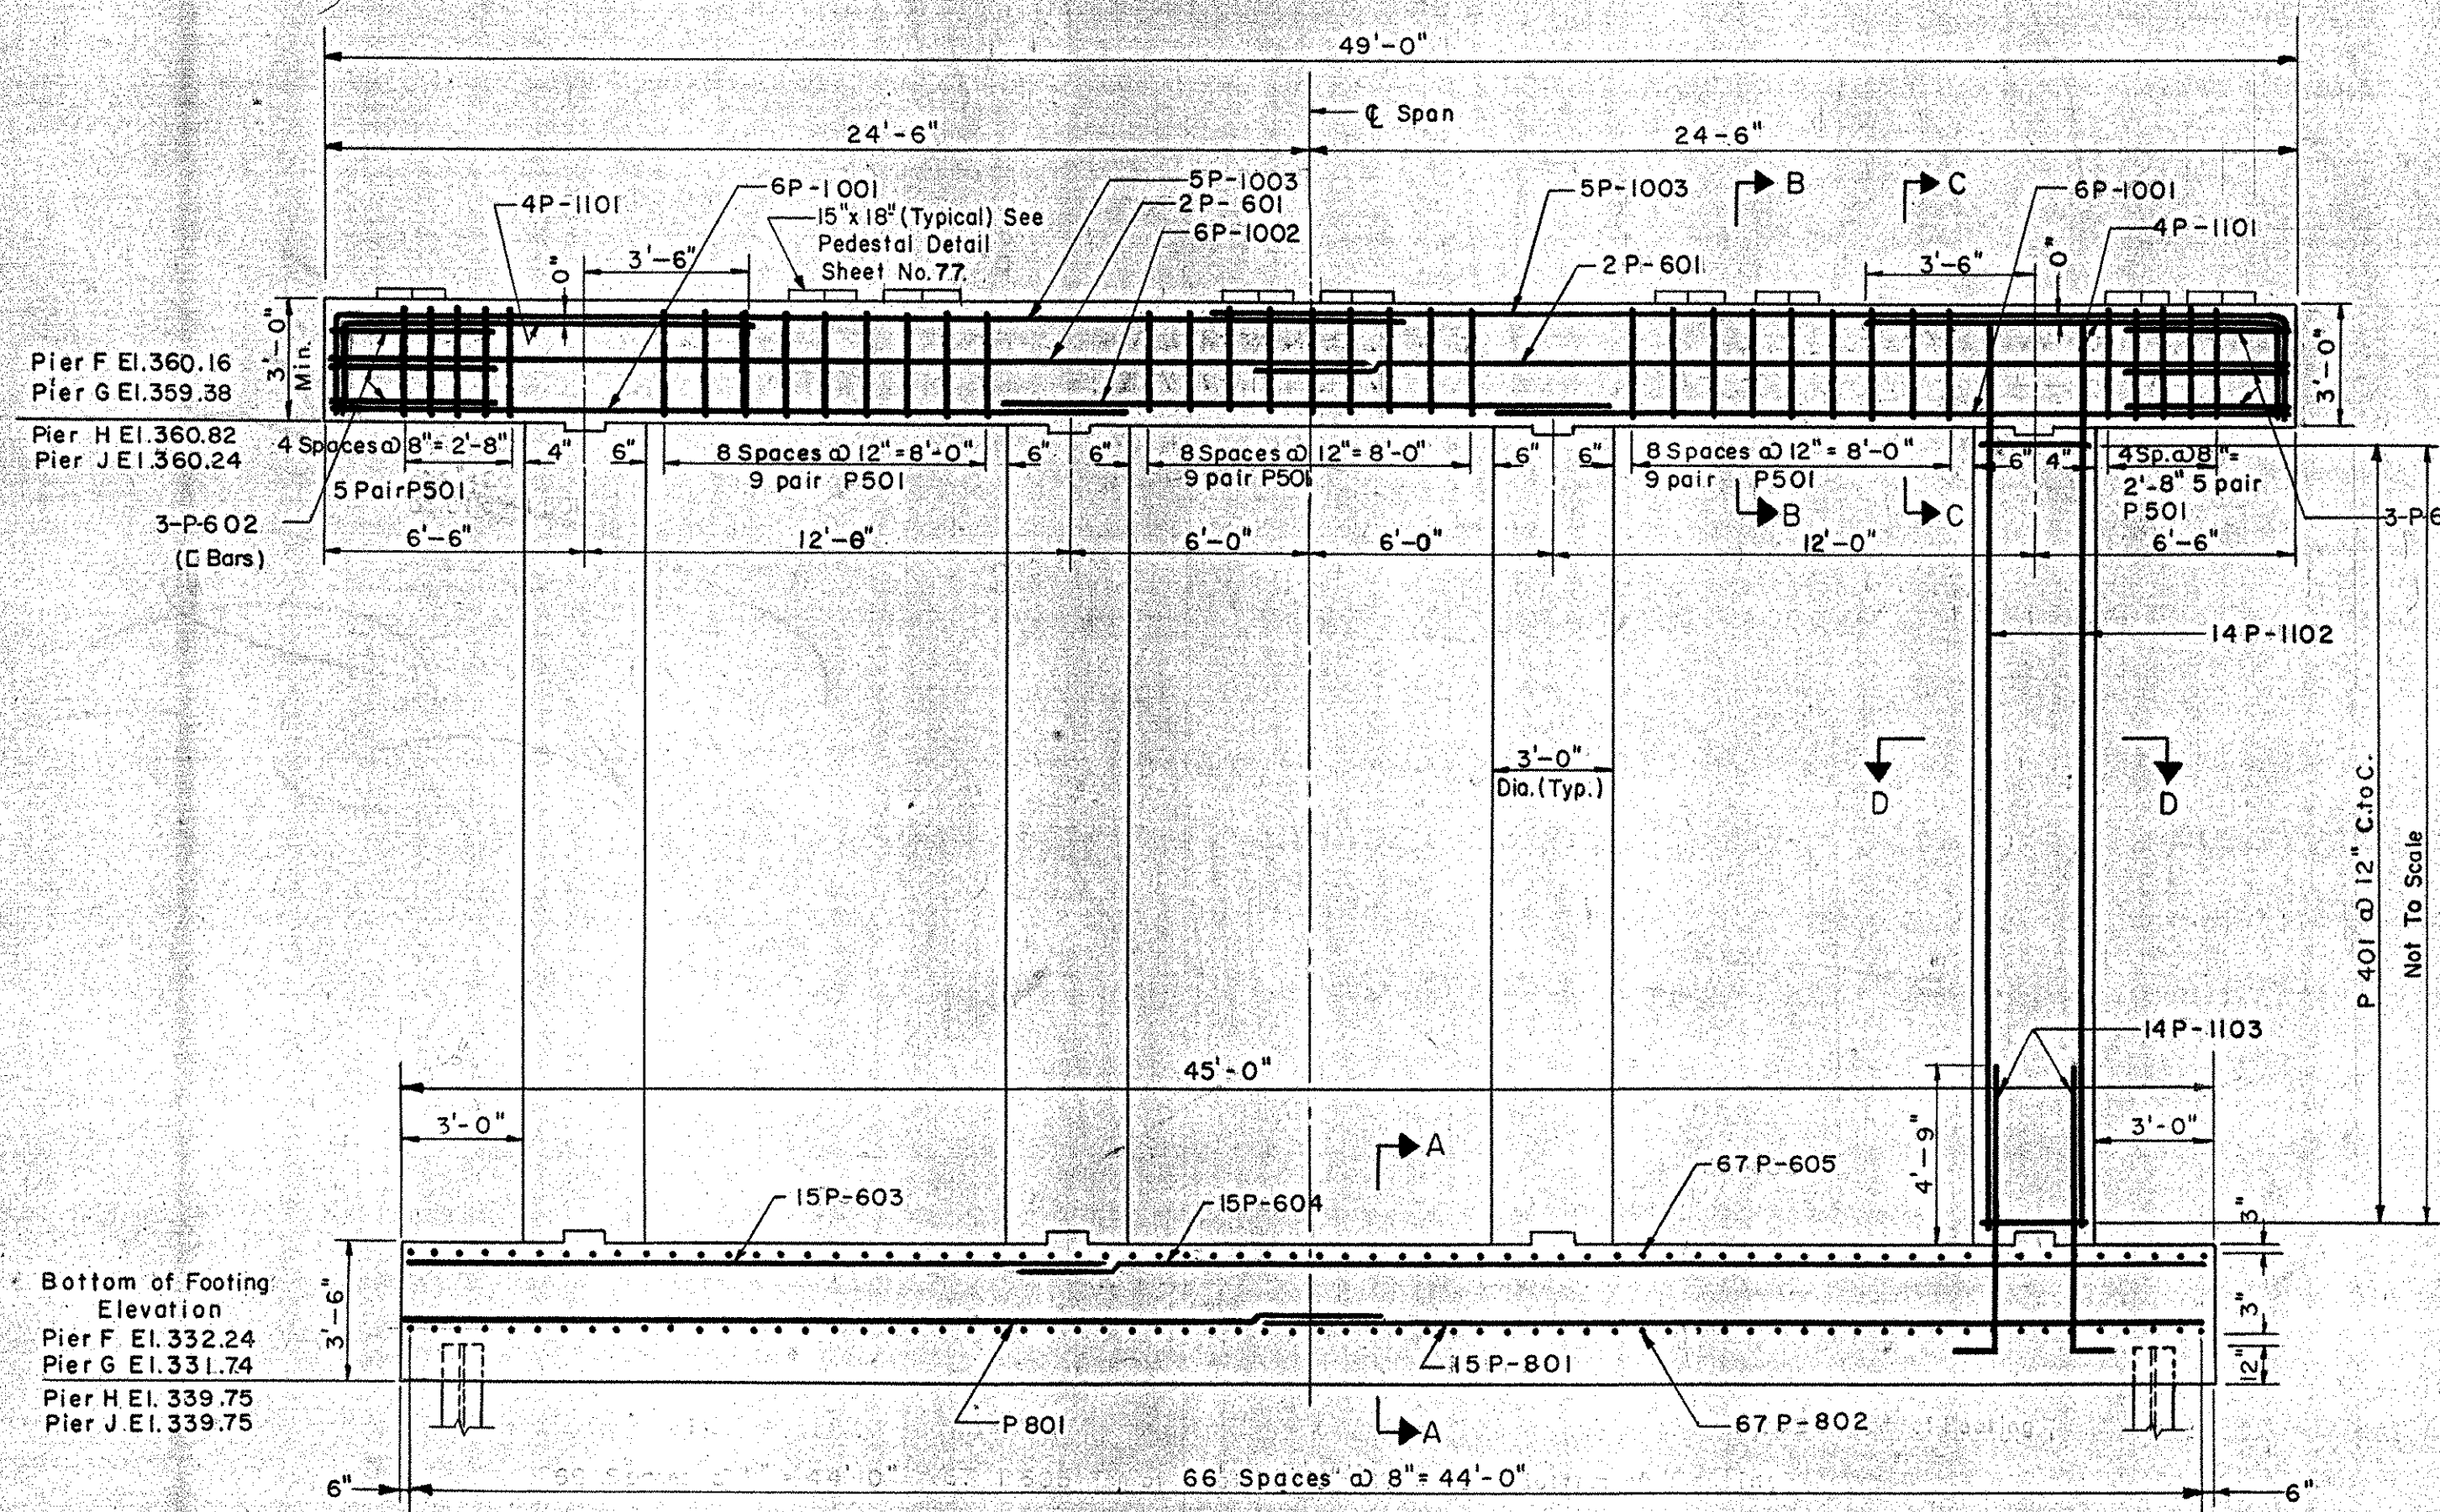 49'-0"
℄ Span
24'-6"
24-6"
4P-1101
6P-1001
15"x 18" (Typical) See
Pedestal Detail
Sheet No. 77
5P-1003
2P-601
6P-1002
5P-1003
2P-601
B
C
6P-1001
4P-1101
0"
3'-6"
3'-6"
0"
3'-0"
Min.
3'-0"
Pier F El. 360.16
Pier G El. 359.38
Pier H El. 360.82
Pier J El. 360.24
4 Spaces @ 8" = 2'-8"
5 Pair P501
4"
6"
8 Spaces @ 12" = 8'-0"
9 pair P501
6"
6"
8 Spaces @ 12" = 8'-0"
9 pair P501
6"
6"
8 Spaces @ 12" = 8'-0"
9 pair P501
6"
4"
4 Sp. @ 8" =
2'-8" 5 pair
P501
B
C
3-P-602
(⊏ Bars)
3-P-6
6'-6"
12'-6"
6'-0"
6'-0"
12'-0"
6'-6"
14P-1102
3'-0"
Dia. (Typ.)
D
D
P 401 @ 12" C. to C.
Not To Scale
14P-1103
45'-0"
3'-0"
A
4'-9"
3'-0"
15P-603
15P-604
67 P-605
3"
3"
12"
3'-6"
Bottom of Footing
Elevation
Pier F El. 332.24
Pier G El. 331.74
Pier H El. 339.75
Pier J El. 339.75
P 801
15P-801
A
67 P-802
6"
66 Spaces @ 8" = 44'-0"
6"